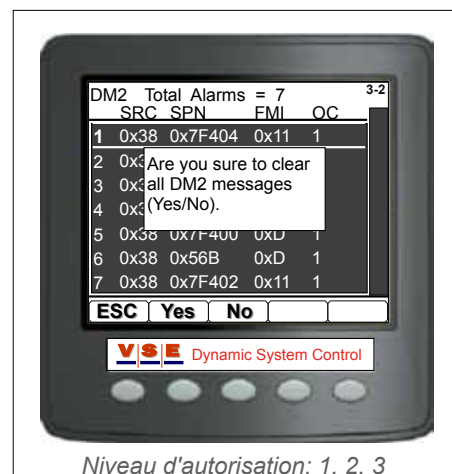 DM2 Total Alarms = 7 3-2
SRC SPN FMI OC
1 0x38 0x7F404 0x11 1
2 0x3
3 0x3
4 0x3
Are you sure to clear
all DM2 messages
(Yes/No).
5 0x38 0x7F400 0xD 1
6 0x38 0x56B 0xD 1
7 0x38 0x7F402 0x11 1
ESC Yes No
VSE Dynamic System Control
Niveau d'autorisation: 1, 2, 3